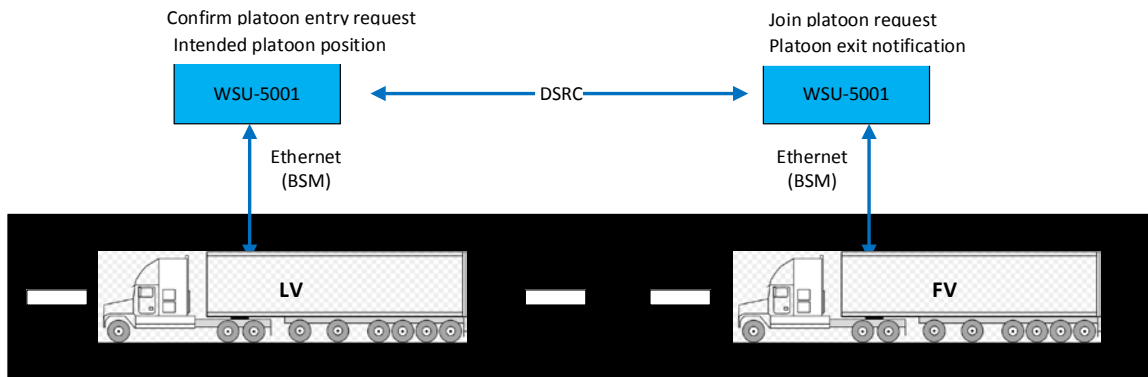 Confirm platoon entry request
Intended platoon position
Join platoon request
Platoon exit notification
WSU-5001
DSRC
WSU-5001
Ethernet
(BSM)
Ethernet
(BSM)
LV
FV